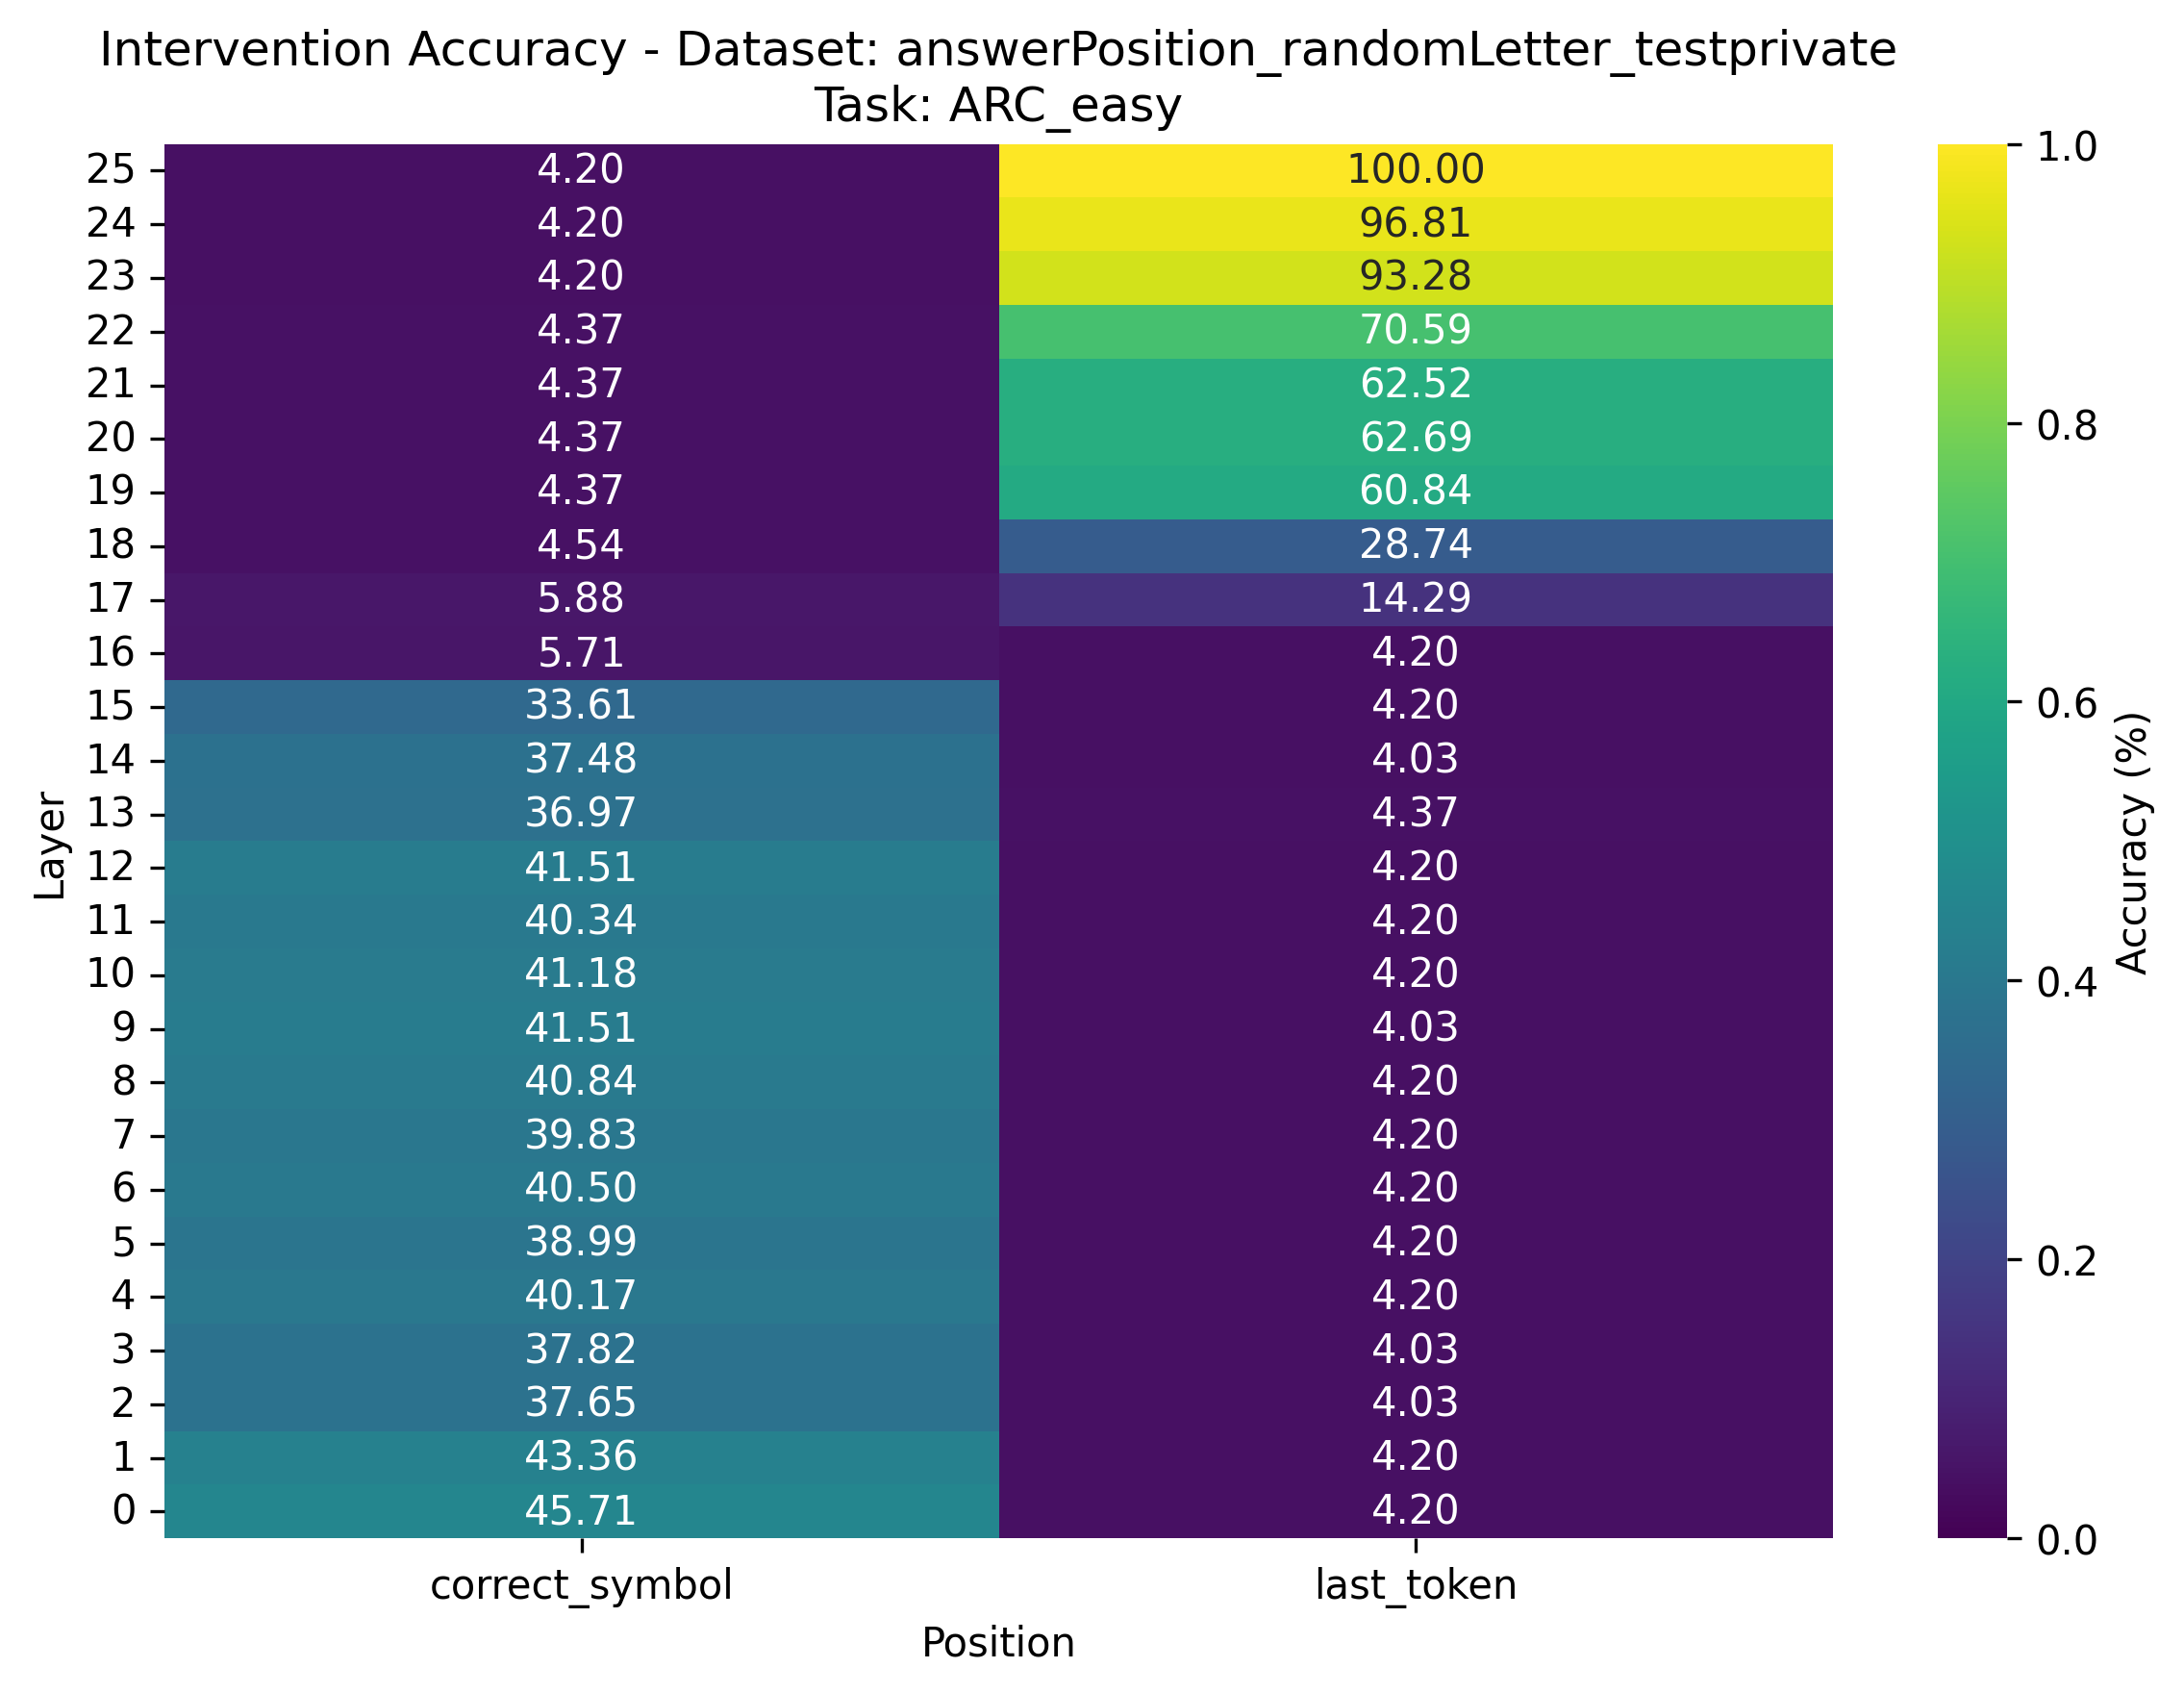 Intervention Accuracy - Dataset: answerPosition_randomLetter_testprivate
Task: ARC_easy
25 4.20 100.00
24 4.20 96.81
23 4.20 93.28
22 4.37 70.59
21 4.37 62.52
20 4.37 62.69
19 4.37 60.84
18 4.54 28.74
17 5.88 14.29
16 5.71 4.20
15 33.61 4.20
14 37.48 4.03
13 36.97 4.37
12 41.51 4.20
11 40.34 4.20
10 41.18 4.20
9 41.51 4.03
8 40.84 4.20
7 39.83 4.20
6 40.50 4.20
5 38.99 4.20
4 40.17 4.20
3 37.82 4.03
2 37.65 4.03
1 43.36 4.20
0 45.71 4.20
Layer
correct_symbol last_token
Position
1.0
0.8
0.6
0.4
0.2
0.0
Accuracy (%)